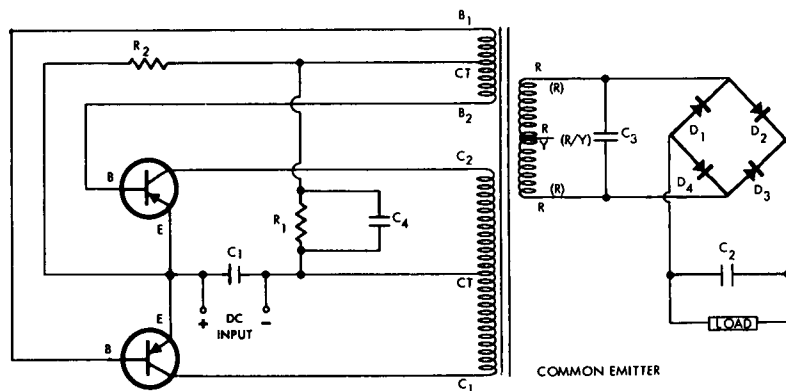 B1
R2
CT
B2
C2
B
E
R1
C4
C1
CT
+ DC INPUT −
E
B
C1
R
(R)
R
Y
(R/Y)
C3
(R)
R
D1
D2
D4
D3
C2
LOAD
COMMON EMITTER